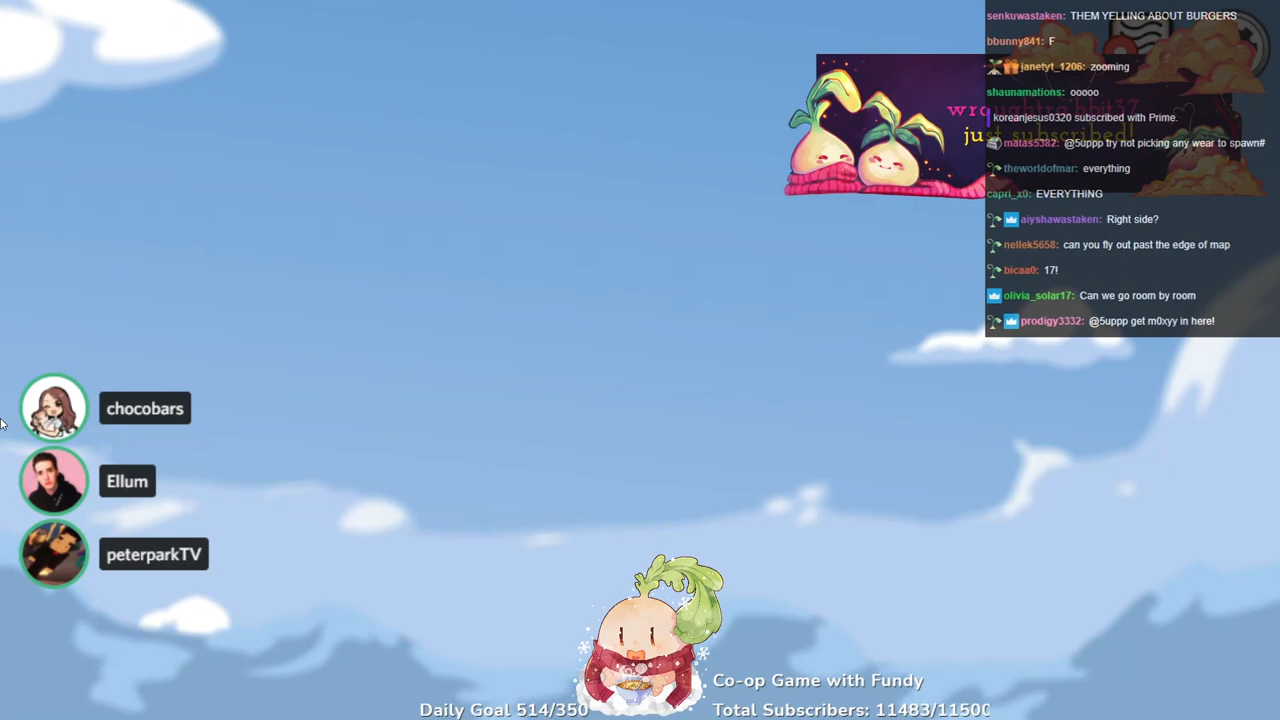 senkuwastaken: THEM YELLING ABOUT BURGERS
bbunny841: F
janetyt_1206: zooming
shaunamations: ooooo
koreanjesus0320 subscribed with Prime.
matas5382: @5uppp try not picking any wear to spawn#
theworldofmar: everything
capri_x0: EVERYTHING
aiyshawastaken: Right side?
nellek5658: can you fly out past the edge of map
bicaa0: 17!
olivia_solar17: Can we go room by room
prodigy3332: @5uppp get m0xyy in here!
wroughtrabbit37
just subscribed!
chocobars
Ellum
peterparkTV
Co-op Game with Fundy
Daily Goal 514/350
Total Subscribers: 11483/11500